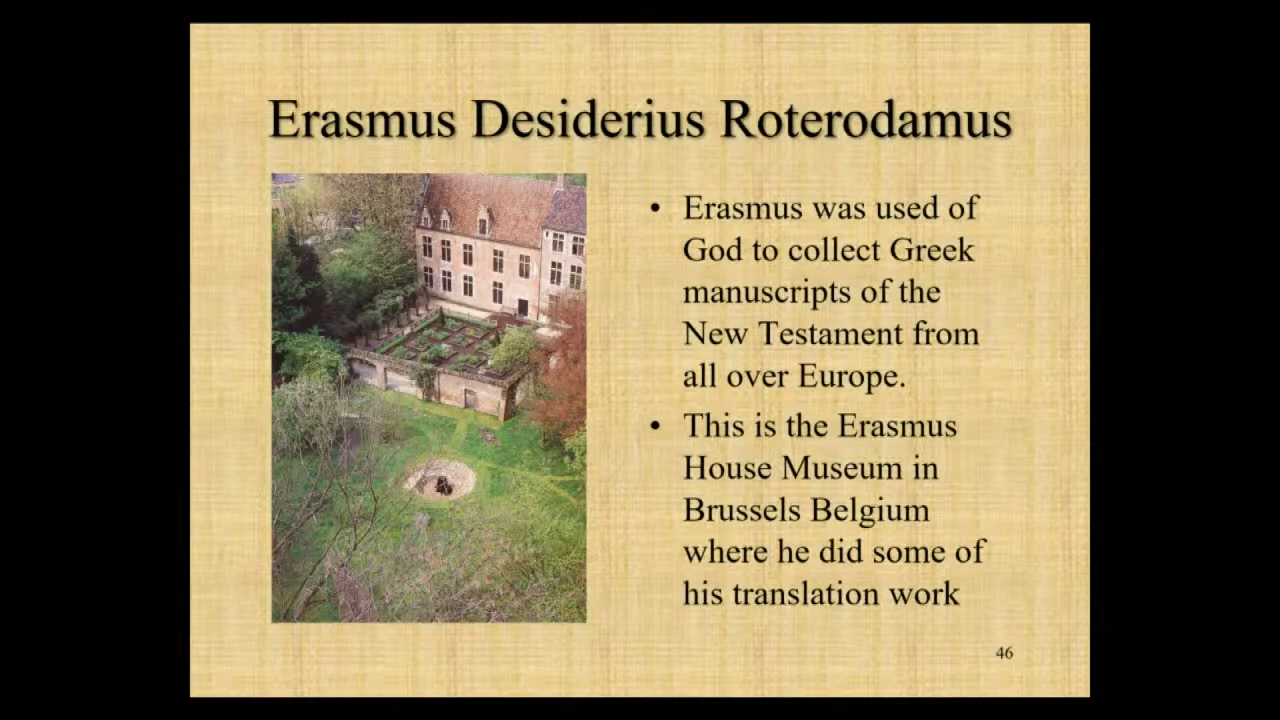 Erasmus Desiderius Roterodamus
• Erasmus was used of
God to collect Greek
manuscripts of the
New Testament from
all over Europe.
• This is the Erasmus
House Museum in
Brussels Belgium
where he did some of
his translation work
46